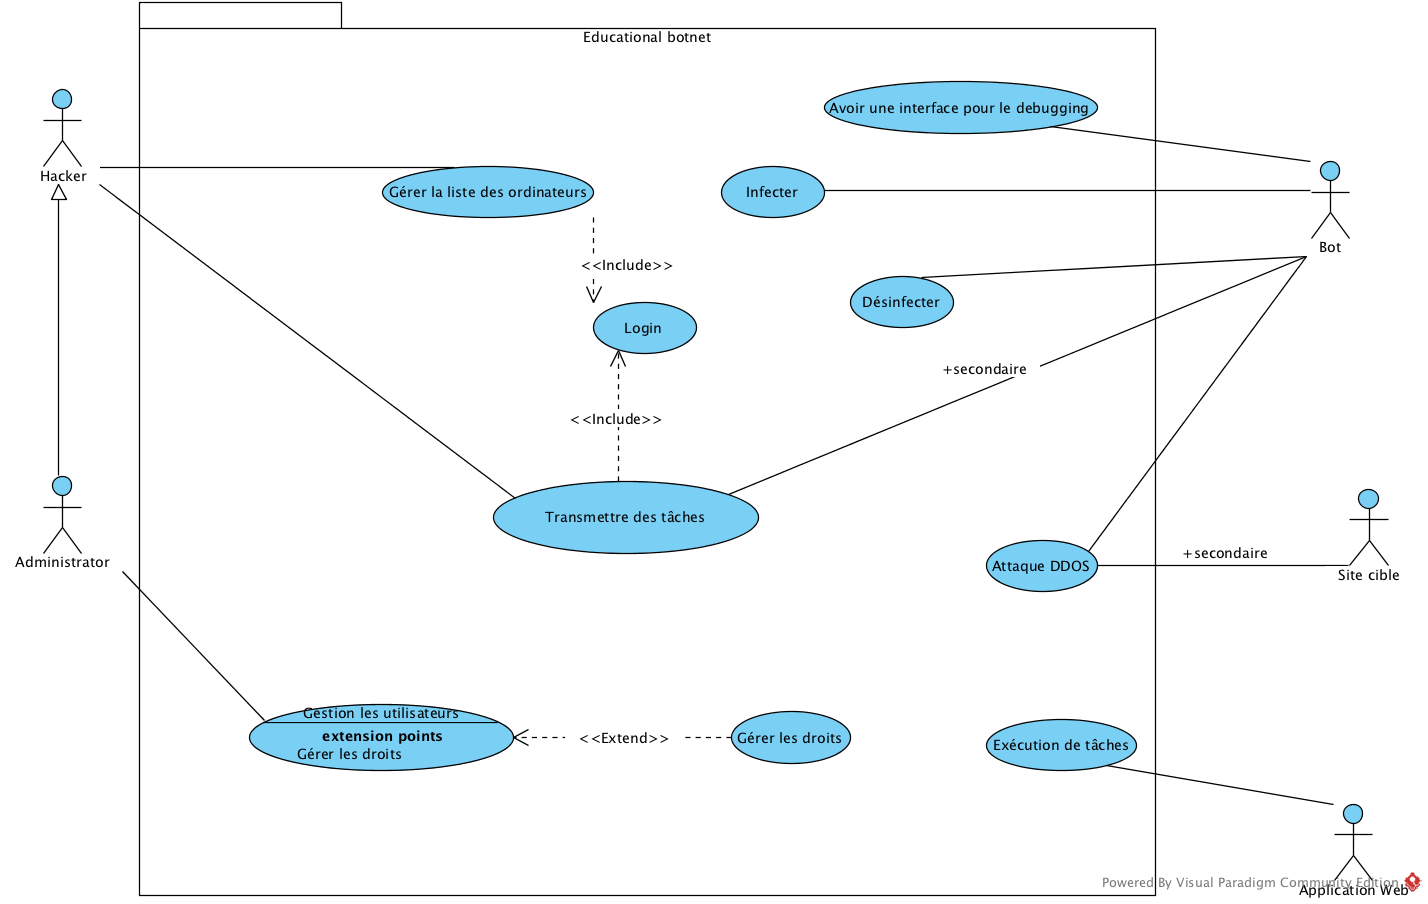 Educational botnet
Avoir une interface pour le debugging
Hacker
Gérer la liste des ordinateurs
Infecter
Bot
<<Include>>
Désinfecter
Login
+secondaire
<<Include>>
Transmettre des tâches
Administrator
Attaque DDOS
+secondaire
Site cible
Gestion les utilisateurs
extension points
Gérer les droits
<<Extend>>
Gérer les droits
Exécution de tâches
Powered By Visual Paradigm Community Edition
Application Web